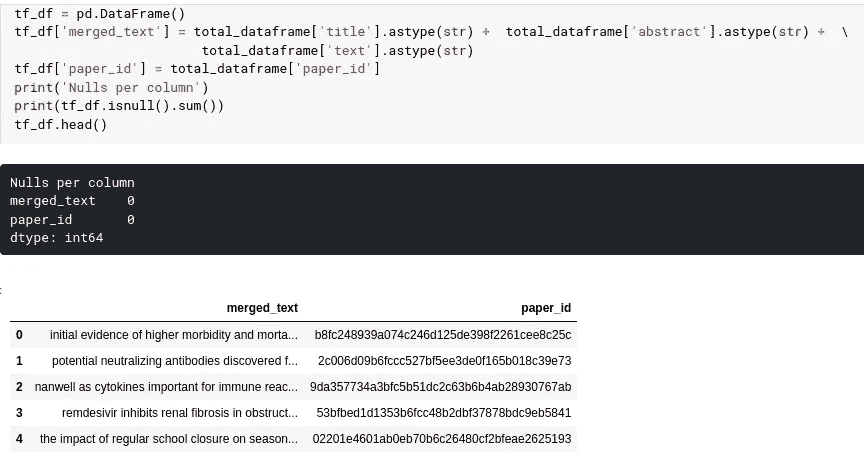 tf_df = pd.DataFrame()
tf_df['merged_text'] = total_dataframe['title'].astype(str) + total_dataframe['abstract'].astype(str) + \
total_dataframe['text'].astype(str)
tf_df['paper_id'] = total_dataframe['paper_id']
print('Nulls per column')
print(tf_df.isnull().sum())
tf_df.head()
Nulls per column
merged_text 0
paper_id 0
dtype: int64
:
merged_text paper_id
0 initial evidence of higher morbidity and morta... b8fc248939a074c246d125de398f2261cee8c25c
1 potential neutralizing antibodies discovered f... 2c006d09b6fccc527bf5ee3de0f165b018c39e73
2 nanwell as cytokines important for immune reac... 9da357734a3bfc5b51dc2c63b6b4ab28930767ab
3 remdesivir inhibits renal fibrosis in obstruct... 53bfbed1d1353b6fcc48b2dbf37878bdc9eb5841
4 the impact of regular school closure on season... 02201e4601ab0eb70b6c26480cf2bfeae2625193